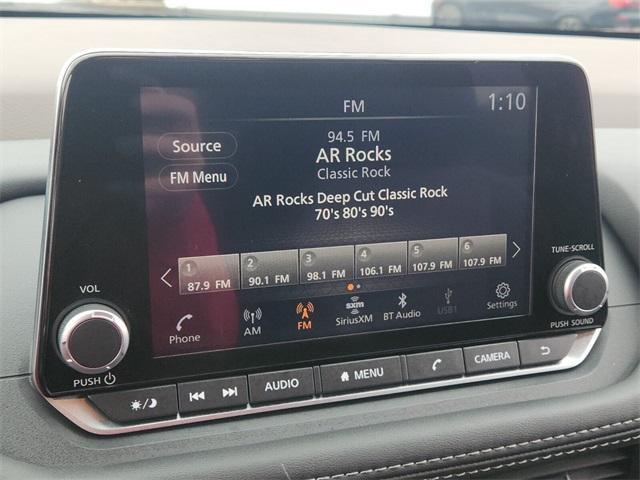 FM
1:10
Source
94.5 FM
AR Rocks
Classic Rock
FM Menu
AR Rocks Deep Cut Classic Rock
70's 80's 90's
1 87.9 FM
2 90.1 FM
3 98.1 FM
4 106.1 FM
5 107.9 FM
6 107.9 FM
TUNE-SCROLL
VOL
Phone
AM
FM
sxm
SiriusXM
BT Audio
USB1
Settings
PUSH
PUSH SOUND
AUDIO
MENU
CAMERA